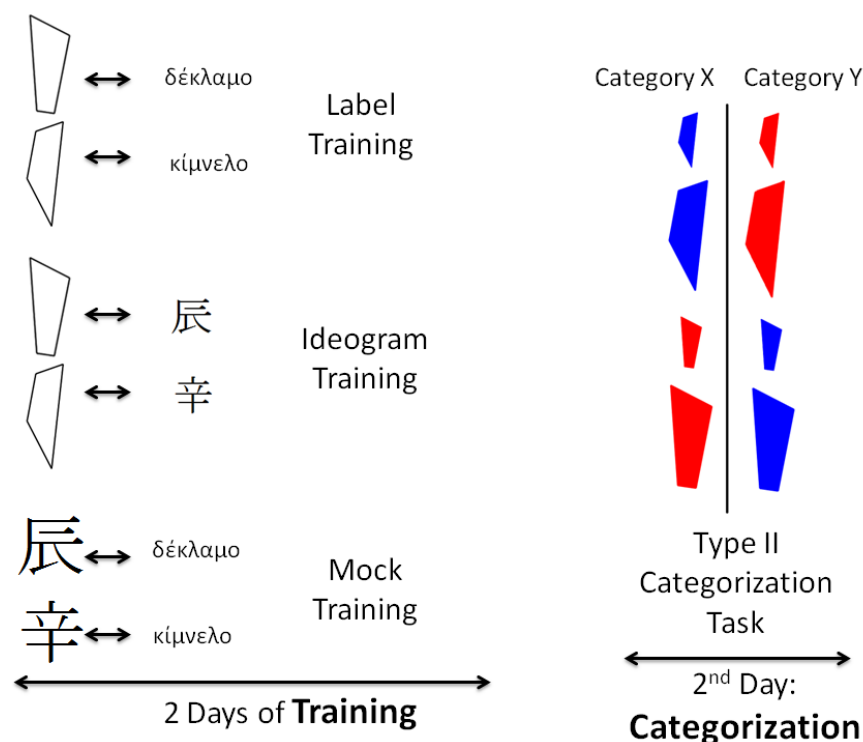 δέκλαμο
κίμνελο
Label
Training
辰
辛
Ideogram
Training
辰
δέκλαμο
辛
κίμνελο
Mock
Training
2 Days of Training
Category X
Category Y
Type II
Categorization
Task
2nd Day:
Categorization